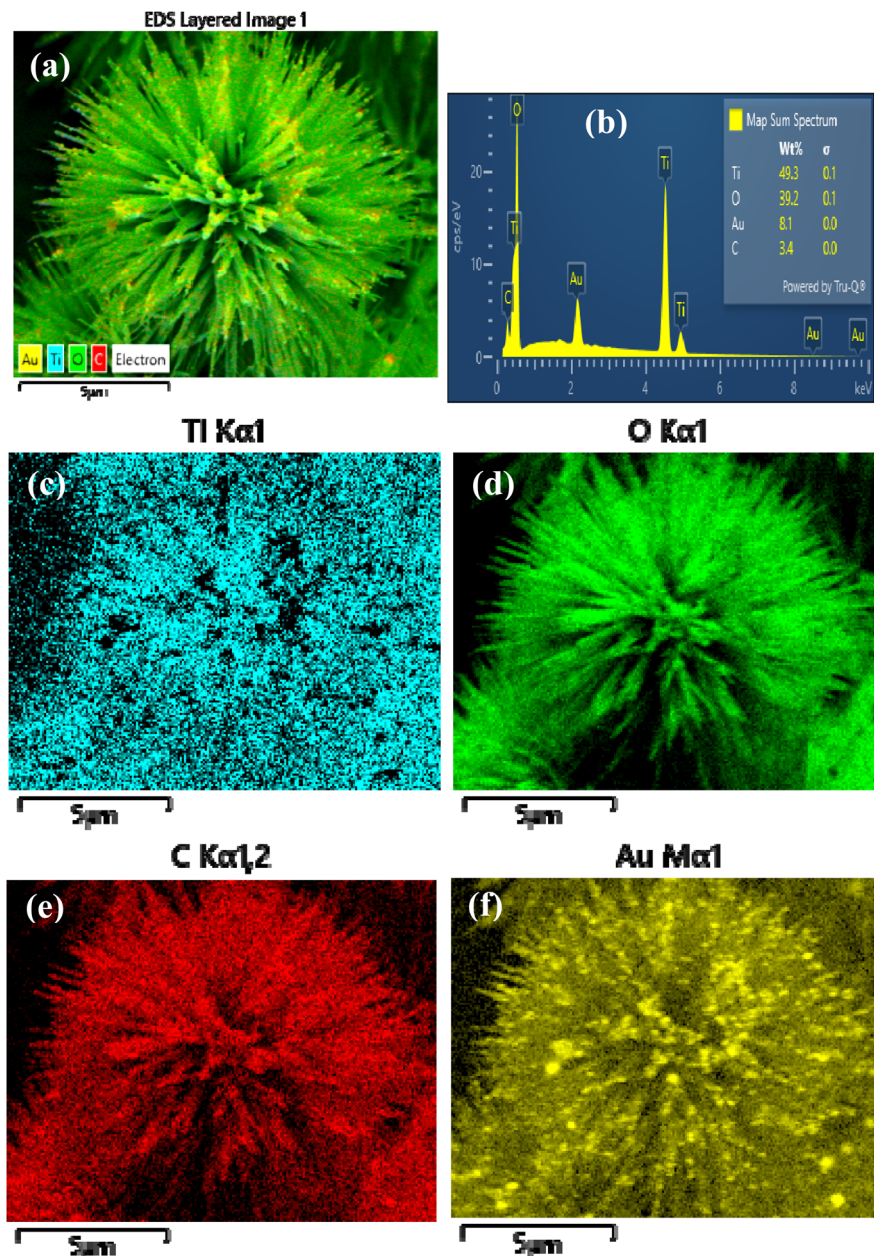 EDS Layered Image 1
(a)
Au Ti O C Electron
5µm
(b)
O
Ti
C
Au
Ti
Ti
Au
Au
cps/eV
20
10
0
0 2 4 6 8 keV
Map Sum Spectrum
Wt% σ
Ti 49.3 0.1
O 39.2 0.1
Au 8.1 0.0
C 3.4 0.0
Powered by Tru-Q®
Ti Kα1
(c)
5µm
O Kα1
(d)
5µm
C Kα1,2
(e)
5µm
Au Mα1
(f)
5µm